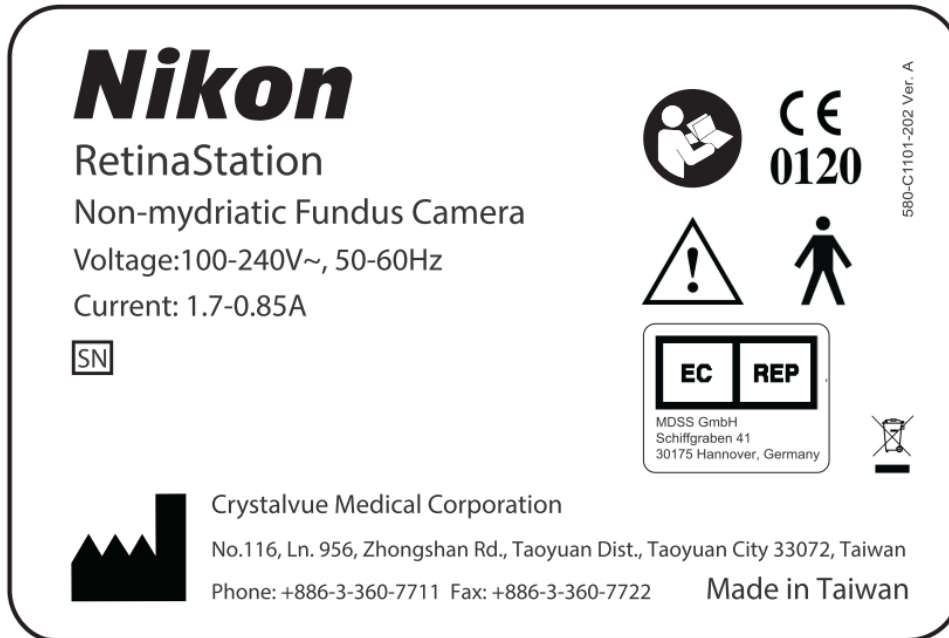 Nikon
RetinaStation
Non-mydriatic Fundus Camera
Voltage:100-240V~, 50-60Hz
Current: 1.7-0.85A
SN
CE
0120
580-C1101-202 Ver. A
EC REP
MDSS GmbH
Schiffgraben 41
30175 Hannover, Germany
Crystalvue Medical Corporation
No.116, Ln. 956, Zhongshan Rd., Taoyuan Dist., Taoyuan City 33072, Taiwan
Phone: +886-3-360-7711 Fax: +886-3-360-7722
Made in Taiwan